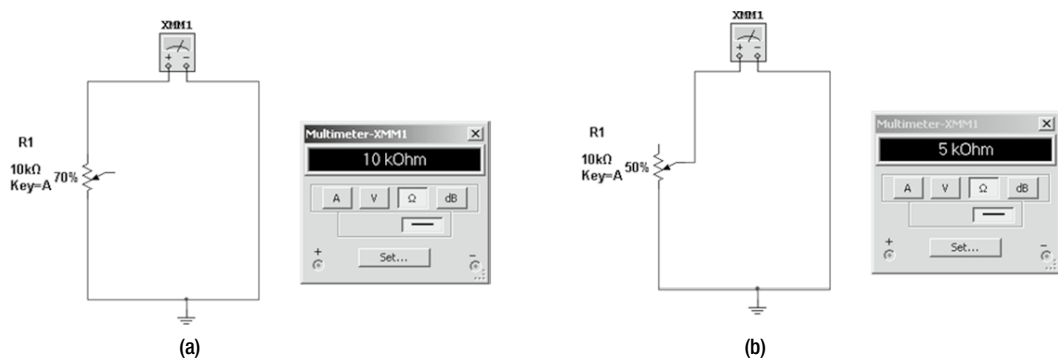 XMM1
+ −
R1
10kΩ
Key=A
70%
Multimeter-XMM1
10 kOhm
A V Ω dB
+
Set...
−
(a)
XMM1
+ −
R1
10kΩ
Key=A
50%
Multimeter-XMM1
5 kOhm
A V Ω dB
+
Set...
−
(b)